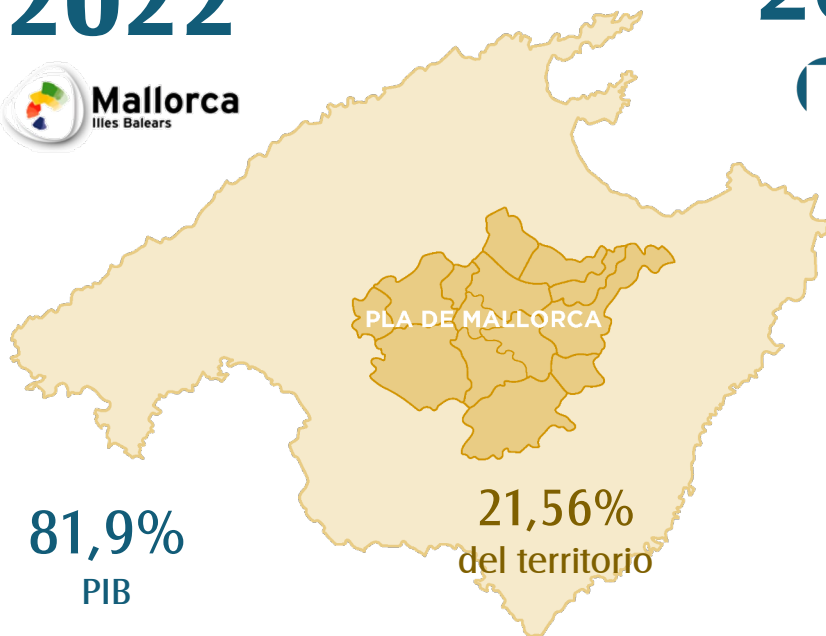 2022
Mallorca
Illes Balears
PLA DE MALLORCA
21,56%
del territorio
81,9%
PIB